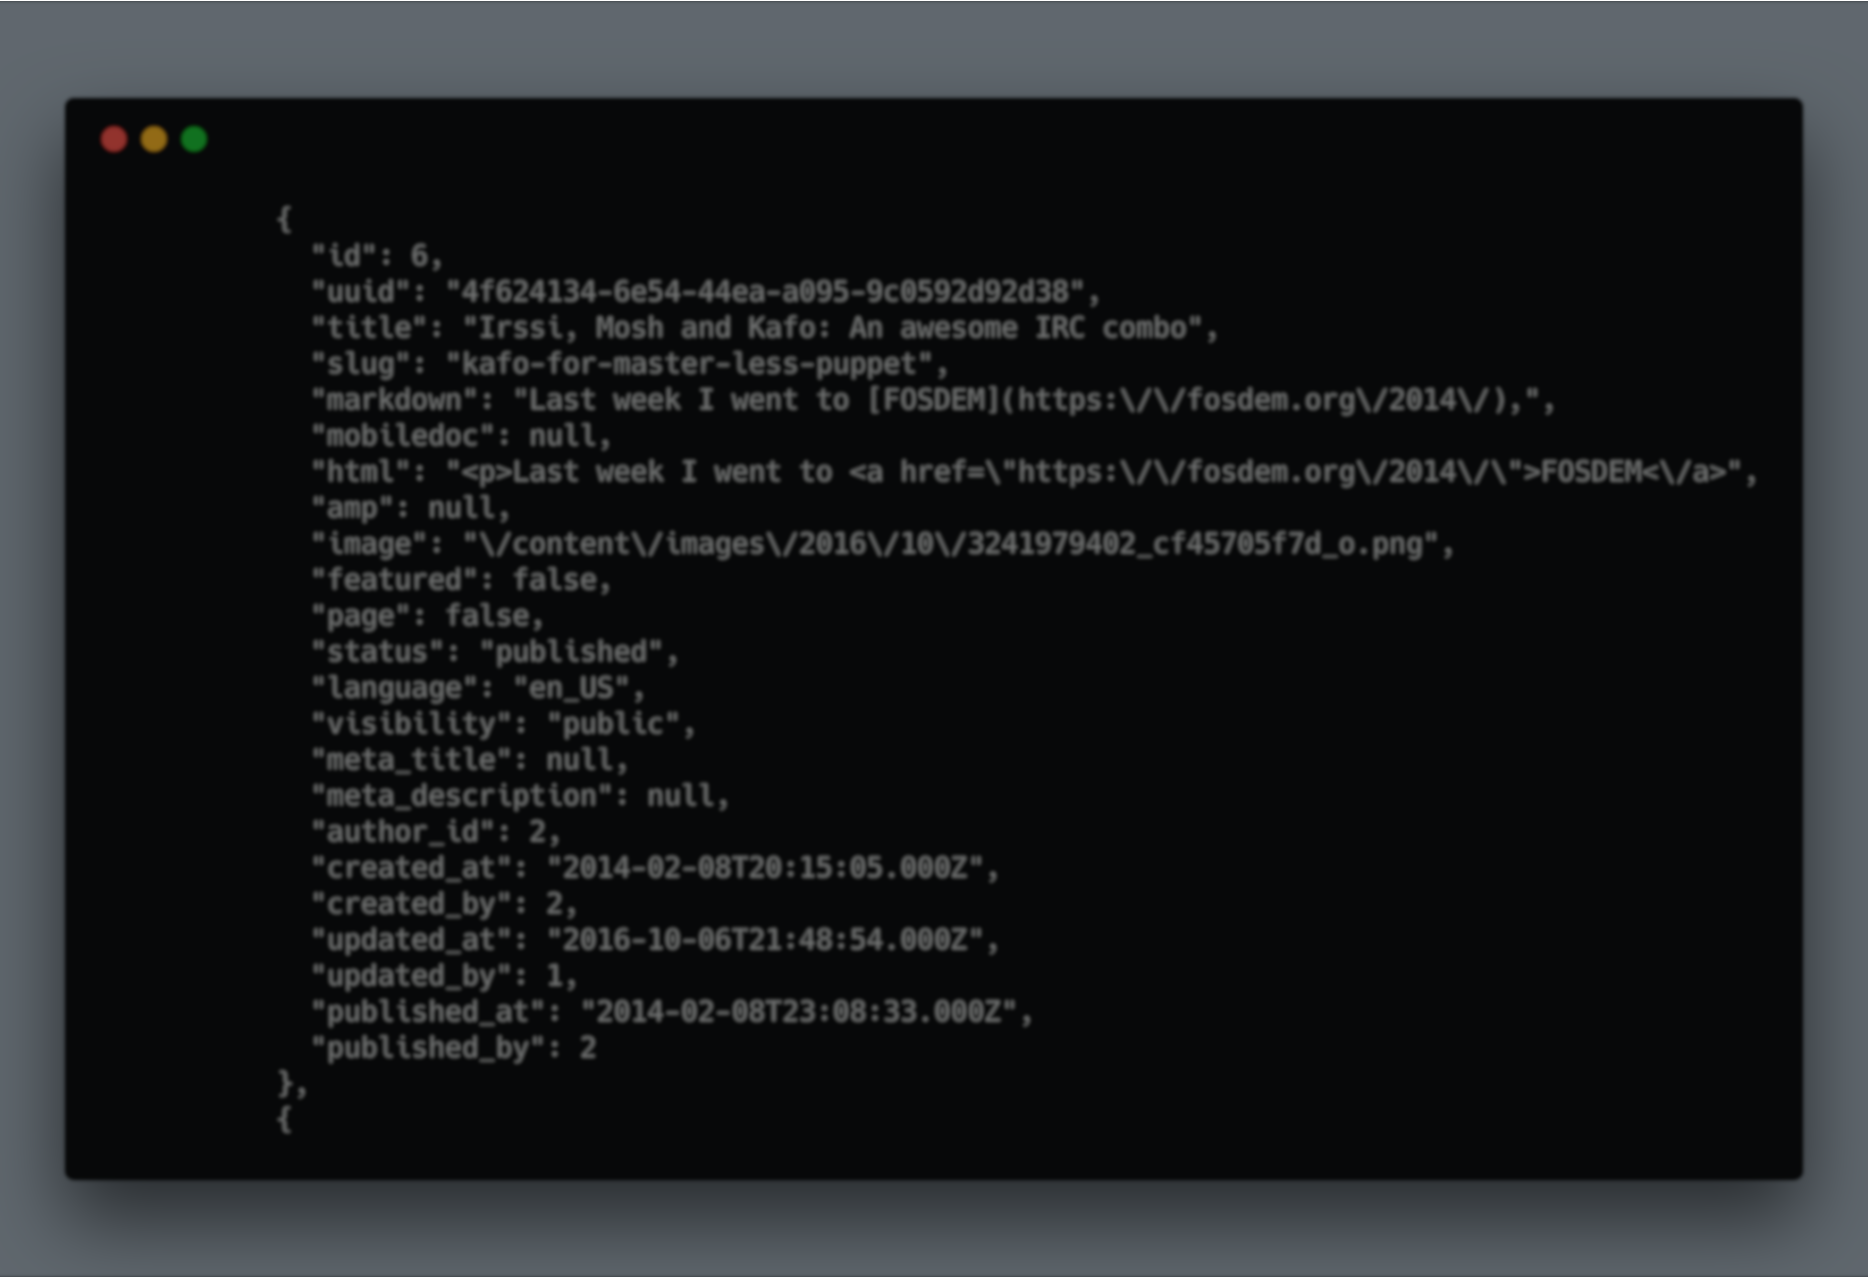 {
"id": 6,
"uuid": "4f624134-6e54-44ea-a095-9c0592d92d38",
"title": "Irssi, Mosh and Kafo: An awesome IRC combo",
"slug": "kafo-for-master-less-puppet",
"markdown": "Last week I went to [FOSDEM](https:\/\/fosdem.org\/2014\/),",
"mobiledoc": null,
"html": "<p>Last week I went to <a href=\"https:\/\/fosdem.org\/2014\/\">FOSDEM<\/a>",
"amp": null,
"image": "\/content\/images\/2016\/10\/3241979402_cf45705f7d_o.png",
"featured": false,
"page": false,
"status": "published",
"language": "en_US",
"visibility": "public",
"meta_title": null,
"meta_description": null,
"author_id": 2,
"created_at": "2014-02-08T20:15:05.000Z",
"created_by": 2,
"updated_at": "2016-10-06T21:48:54.000Z",
"updated_by": 1,
"published_at": "2014-02-08T23:08:33.000Z",
"published_by": 2
},
{